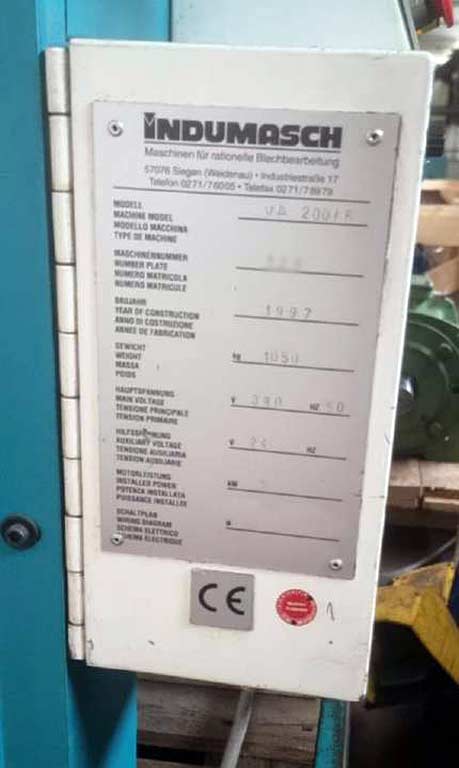 INDUMASCH
Maschinen für rationelle Blechbearbeitung
57076 Siegen (Weidenau) • Industriestraße 17
Telefon 0271/76005 • Telefax 0271/78979
MODELL
MACHINE MODEL
MODELLO MACCHINA
TYPE DE MACHINE
200/
MASCHINENNUMMER
NUMBER PLATE
NUMERO MATRICOLA
NUMERO MATRICULE
BAUJAHR
YEAR OF CONSTRUCTION 1997
ANNO DI COSTRUZIONE
ANNEE DE FABRICATION
GEWICHT
WEIGHT kg 1050
MASSA
POIDS
HAUPTSPANNUNG
MAIN VOLTAGE V 380 HZ 50
TENSIONE PRINCIPALE
TENSION PRIMAIRE
HILFSSPANNUNG
AUXILIARY VOLTAGE V 24 HZ
TENSIONE AUXILIARIA
TENSION AUXILIARIE
MOTORLEISTUNG
INSTALLED POWER kW
POTENZA INSTALLATA
PUISSANCE INSTALLEE
SCHALTPLAN
WIRING DIAGRAM N
SCHEMA ELETTRICO
SCHEMA ELECTRIQUE
CE
1